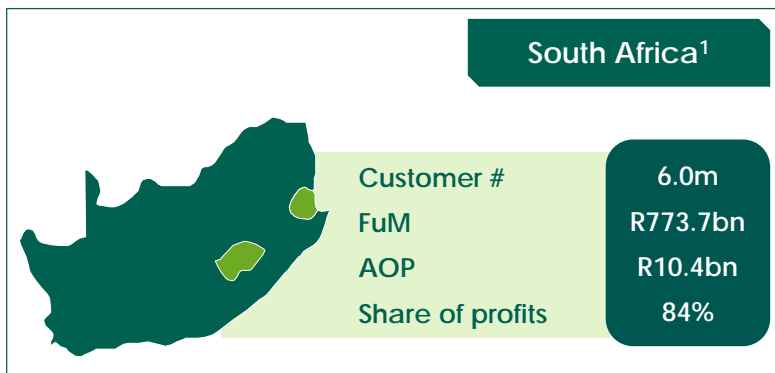 South Africa¹
Customer # 6.0m
FuM R773.7bn
AOP R10.4bn
Share of profits 84%